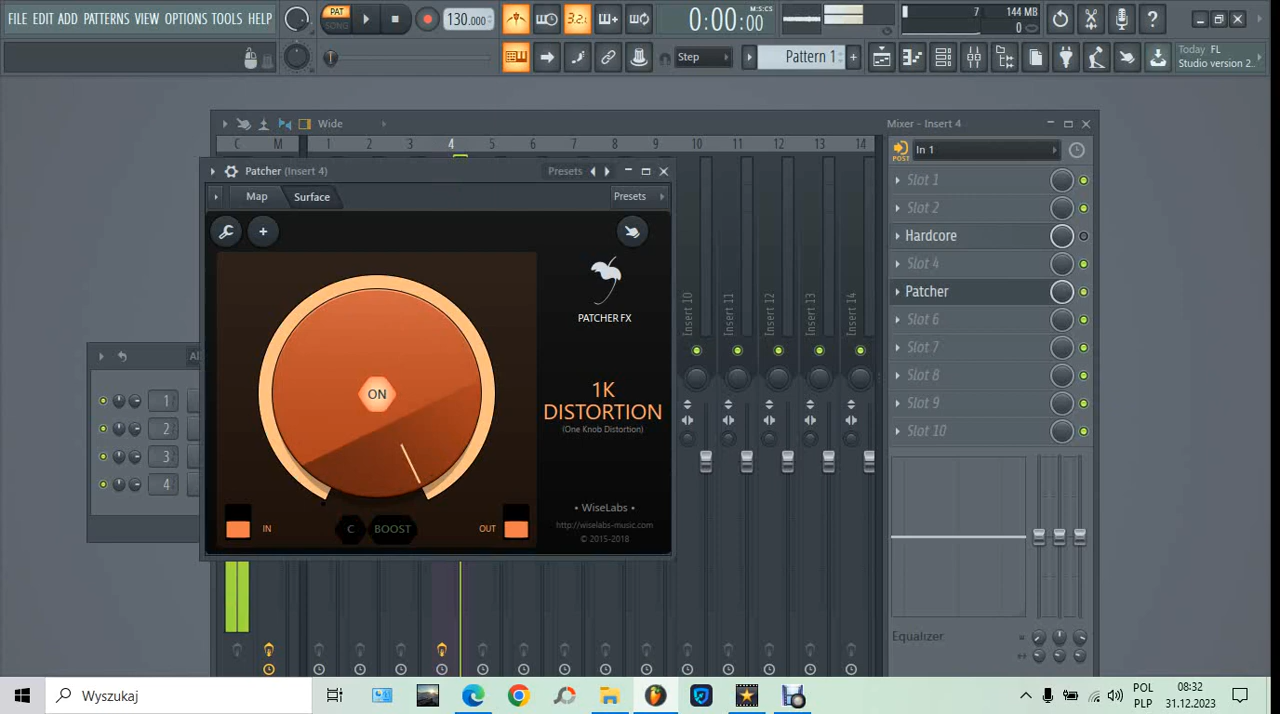 FILE EDIT ADD PATTERNS VIEW OPTIONS TOOLS HELP
PAT
SONG
130.000
3.2.
0:00:00
M:S:CS
7
144 MB
0
Step
Pattern 1
Today FL
Studio version 2..
Wide
C M 1 2 3 4 5 6 7 8 9 10 11 12 13 14
Mixer - Insert 4
POST
In 1
Slot 1
Slot 2
Hardcore
Slot 4
Patcher
Slot 6
Slot 7
Slot 8
Slot 9
Slot 10
Equalizer
Patcher (Insert 4)
Presets
Map
Surface
Presets
PATCHER FX
ON
1K
DISTORTION
(One Knob Distortion)
• WiseLabs •
http://wiselabs-music.com
© 2015-2018
IN
C
BOOST
OUT
Insert 10
Insert 11
Insert 12
Insert 13
Insert 14
1
2
3
4
Wyszukaj
POL
PLP
08:32
31.12.2023